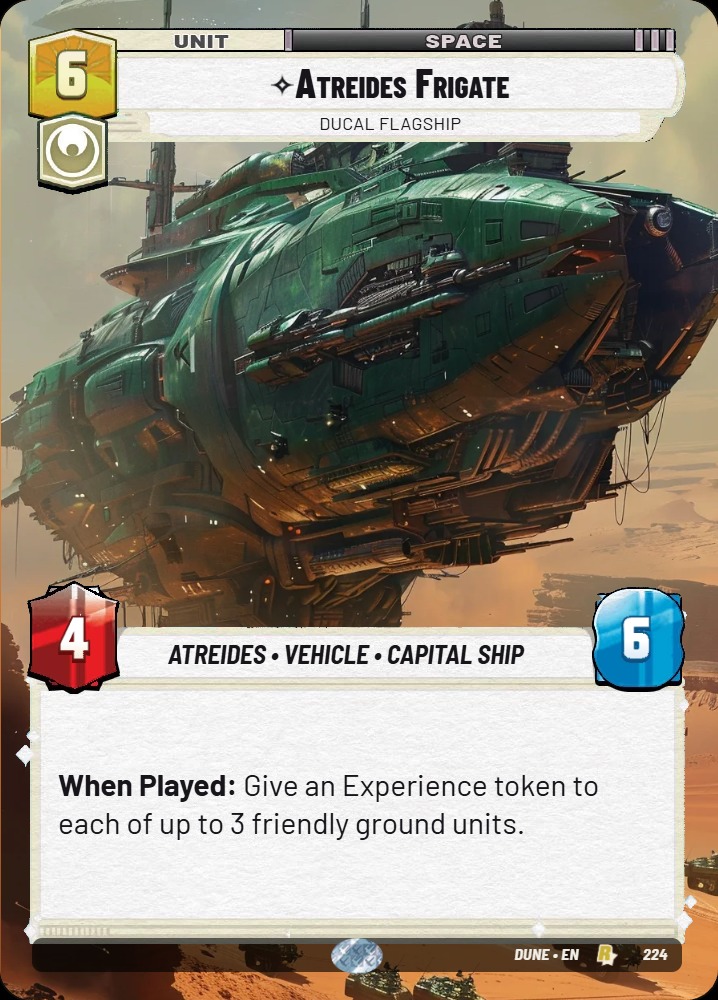 UNIT
SPACE
6
ATREIDES FRIGATE
DUCAL FLAGSHIP
4
ATREIDES • VEHICLE • CAPITAL SHIP
6
When Played: Give an Experience token to
each of up to 3 friendly ground units.
DUNE • EN R 224